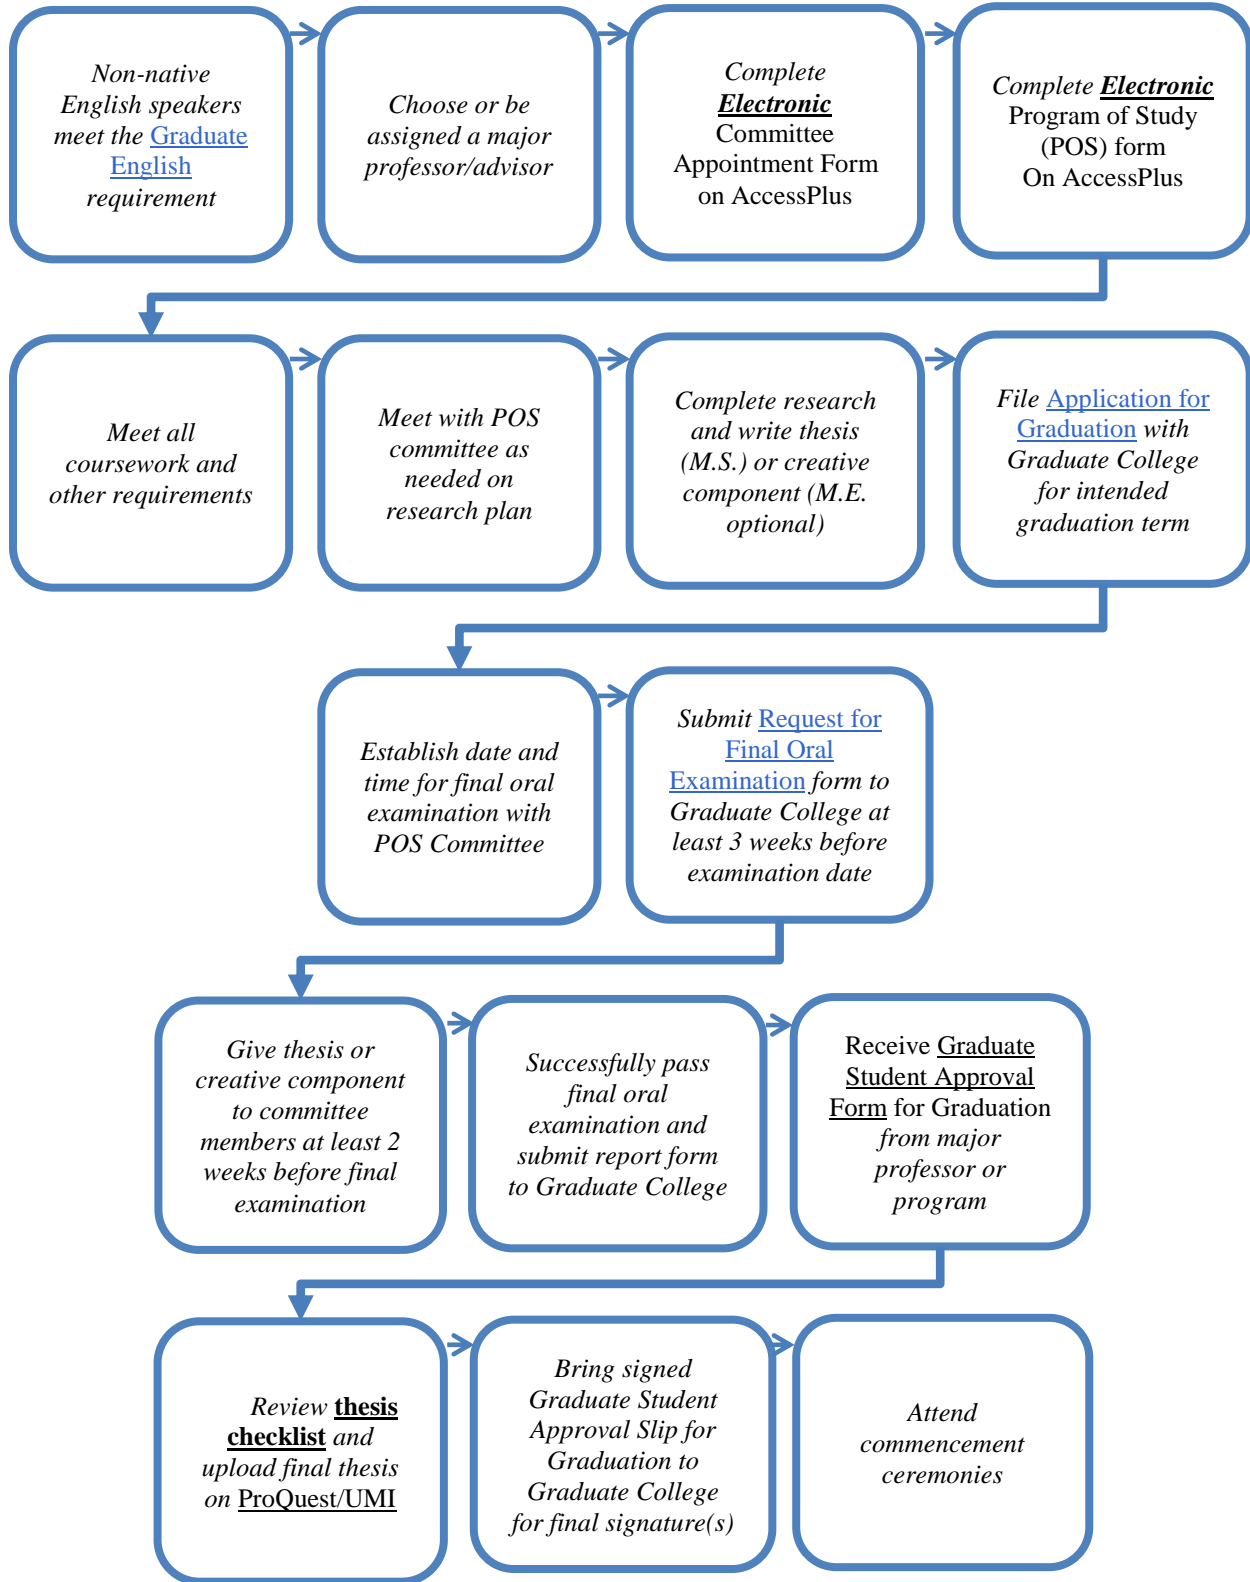 Non-native
English speakers
meet the Graduate
English
requirement
Choose or be
assigned a major
professor/advisor
Complete
Electronic
Committee
Appointment Form
on AccessPlus
Complete Electronic
Program of Study
(POS) form
On AccessPlus
Meet all
coursework and
other requirements
Meet with POS
committee as
needed on
research plan
Complete research
and write thesis
(M.S.) or creative
component (M.E.
optional)
File Application for
Graduation with
Graduate College
for intended
graduation term
Establish date and
time for final oral
examination with
POS Committee
Submit Request for
Final Oral
Examination form to
Graduate College at
least 3 weeks before
examination date
Give thesis or
creative component
to committee
members at least 2
weeks before final
examination
Successfully pass
final oral
examination and
submit report form
to Graduate College
Receive Graduate
Student Approval
Form for Graduation
from major
professor or
program
Review thesis
checklist and
upload final thesis
on ProQuest/UMI
Bring signed
Graduate Student
Approval Slip for
Graduation to
Graduate College
for final signature(s)
Attend
commencement
ceremonies